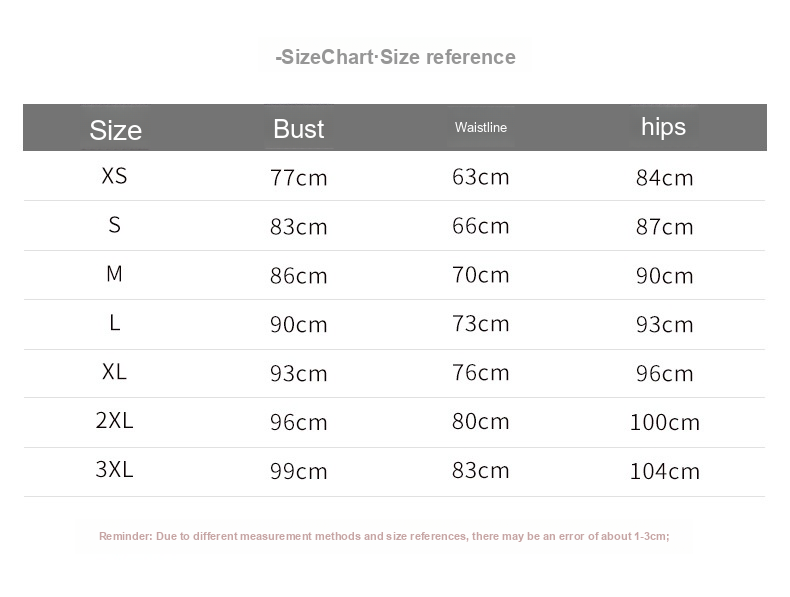 -SizeChart·Size reference
Size Bust Waistline hips
XS 77cm 63cm 84cm
S 83cm 66cm 87cm
M 86cm 70cm 90cm
L 90cm 73cm 93cm
XL 93cm 76cm 96cm
2XL 96cm 80cm 100cm
3XL 99cm 83cm 104cm
Reminder: Due to different measurement methods and size references, there may be an error of about 1-3cm;